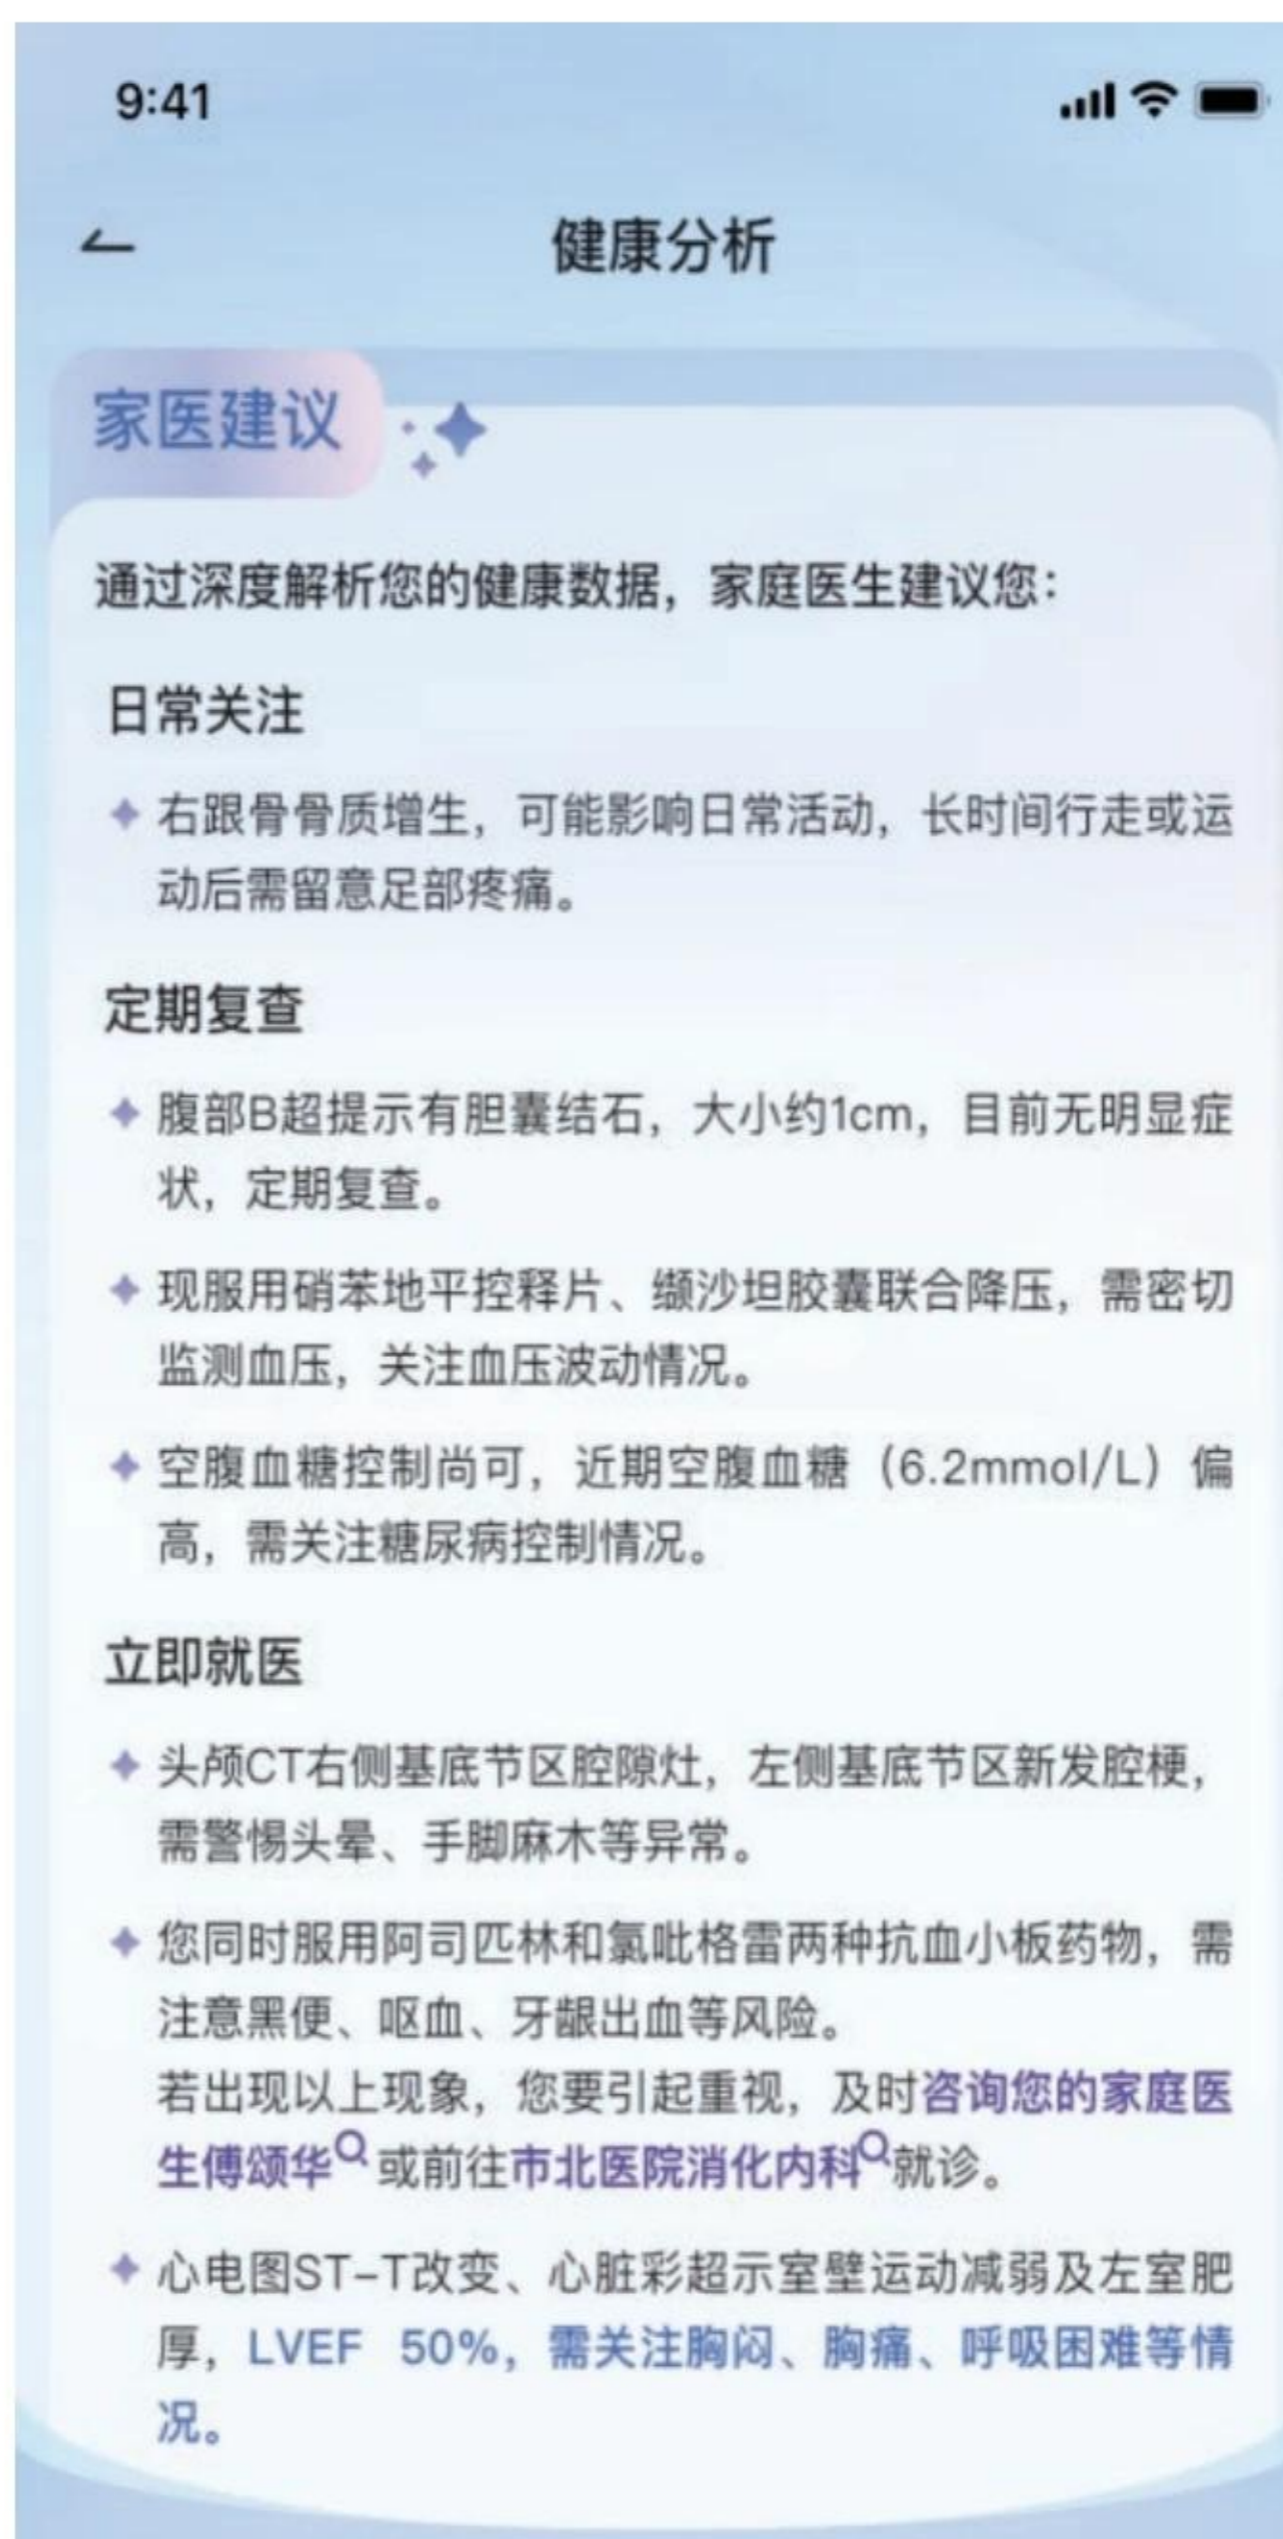 9:41
健康分析
家医建议
通过深度解析您的健康数据，家庭医生建议您：
日常关注
右跟骨骨质增生，可能影响日常活动，长时间行走或运
动后需留意足部疼痛。
定期复查
腹部B超提示有胆囊结石，大小约1cm，目前无明显症
状，定期复查。
现服用硝苯地平控释片、缬沙坦胶囊联合降压，需密切
监测血压，关注血压波动情况。
空腹血糖控制尚可，近期空腹血糖（6.2mmol/L）偏
高，需关注糖尿病控制情况。
立即就医
头颅CT右侧基底节区腔隙灶，左侧基底节区新发腔梗，
需警惕头晕、手脚麻木等异常。
您同时服用阿司匹林和氯吡格雷两种抗血小板药物，需
注意黑便、呕血、牙龈出血等风险。
若出现以上现象，您要引起重视，及时咨询您的家庭医
生傅颂华或前往市北医院消化内科就诊。
心电图ST-T改变、心脏彩超示室壁运动减弱及左室肥
厚，LVEF 50%，需关注胸闷、胸痛、呼吸困难等情
况。